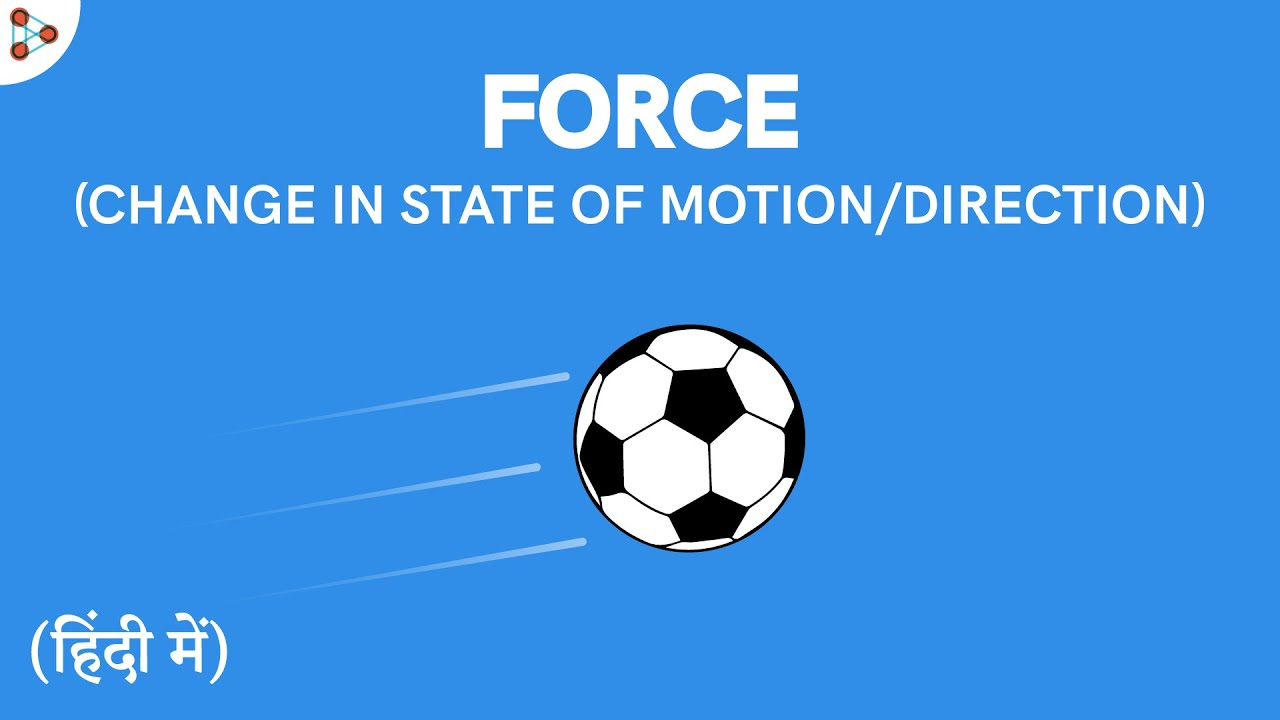 FORCE
(CHANGE IN STATE OF MOTION/DIRECTION)
(हिंदी में)